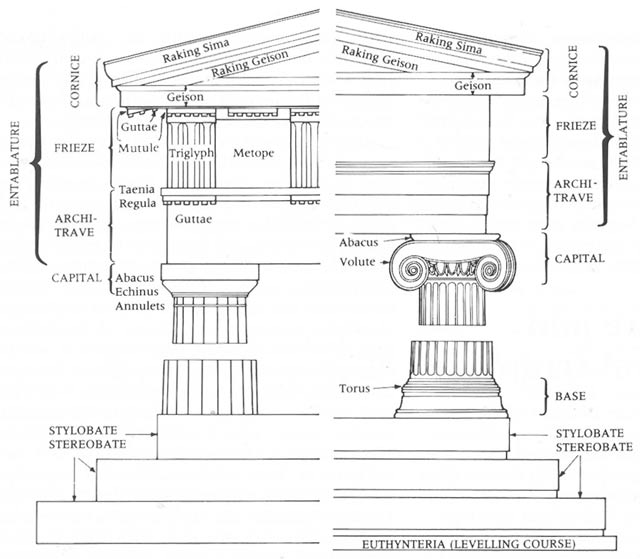 Raking Sima
Raking Geison
Geison
CORNICE
ENTABLATURE
Guttae
FRIEZE
Mutule
Triglyph
Metope
Taenia
Regula
ARCHI-
TRAVE
Guttae
CAPITAL
Abacus
Echinus
Annulets
STYLOBATE
STEREOBATE
Raking Sima
Raking Geison
Geison
CORNICE
FRIEZE
ENTABLATURE
ARCHI-
TRAVE
Abacus
Volute
CAPITAL
Torus
BASE
STYLOBATE
STEREOBATE
EUTHYNTERIA (LEVELLING COURSE)